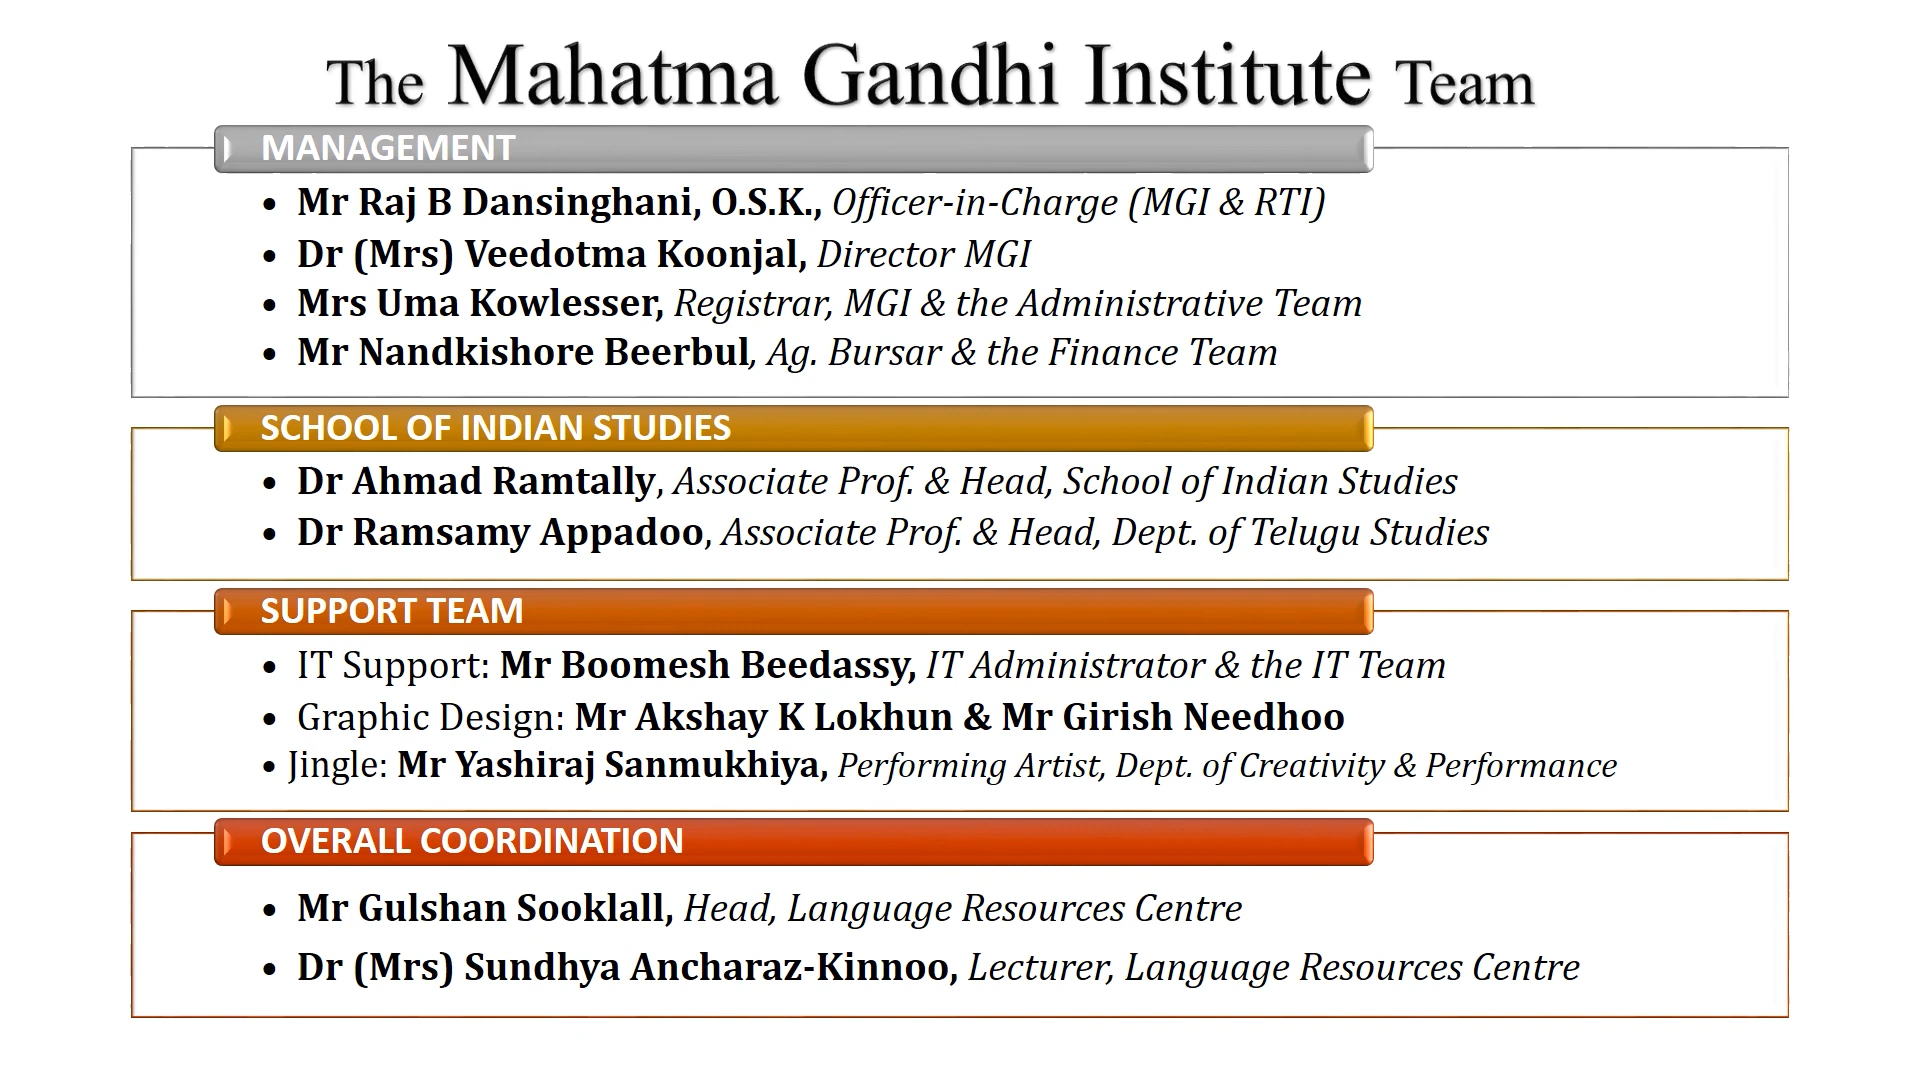 The Mahatma Gandhi Institute Team
MANAGEMENT
• Mr Raj B Dansinghani, O.S.K., Officer-in-Charge (MGI & RTI)
• Dr (Mrs) Veedotma Koonjal, Director MGI
• Mrs Uma Kowlesser, Registrar, MGI & the Administrative Team
• Mr Nandkishore Beerbul, Ag. Bursar & the Finance Team
SCHOOL OF INDIAN STUDIES
• Dr Ahmad Ramtally, Associate Prof. & Head, School of Indian Studies
• Dr Ramsamy Appadoo, Associate Prof. & Head, Dept. of Telugu Studies
SUPPORT TEAM
• IT Support: Mr Boomesh Beedassy, IT Administrator & the IT Team
• Graphic Design: Mr Akshay K Lokhun & Mr Girish Needhoo
• Jingle: Mr Yashiraj Sanmukhiya, Performing Artist, Dept. of Creativity & Performance
OVERALL COORDINATION
• Mr Gulshan Sooklall, Head, Language Resources Centre
• Dr (Mrs) Sundhya Ancharaz-Kinnoo, Lecturer, Language Resources Centre